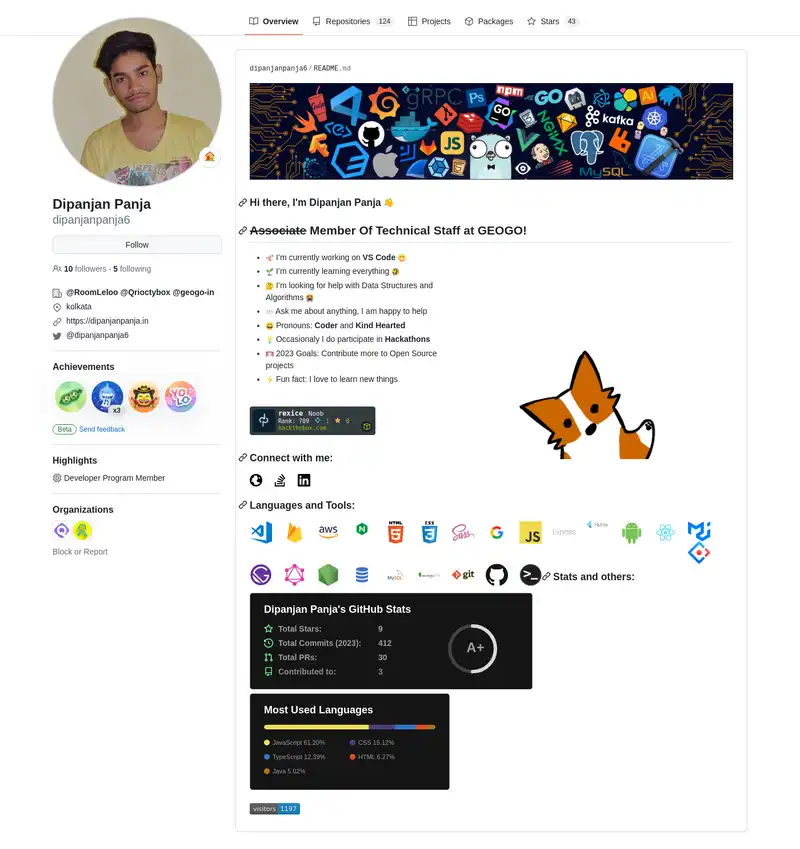 Overview
Repositories 124
Projects
Packages
Stars 43
Dipanjan Panja
dipanjanpanja6
Follow
10 followers · 5 following
@RoomLeloo @Qrioctybox @geogo-in
kolkata
https://dipanjanpanja.in
@dipanjanpanja6
Achievements
x3
YOLO
Beta Send feedback
Highlights
Developer Program Member
Organizations
Block or Report
dipanjanpanja6/README.md
gRPC
Ps
npm
GO
Ai
GO
JS
NGINX
kafka
MySQL
Hi there, I'm Dipanjan Panja 👋
Associate Member Of Technical Staff at GEOGO!
I'm currently working on VS Code
I'm currently learning everything 🤣
I'm looking for help with Data Structures and
Algorithms 😭
Ask me about anything, I am happy to help
Pronouns: Coder and Kind Hearted
Occasionaly I do participate in Hackathons
2023 Goals: Contribute more to Open Source
projects
Fun fact: I love to learn new things
rexice Noob
Rank: 709 1 0
hackthebox.com
Connect with me:
Languages and Tools:
aws
HTML
5
CSS
3
Sass
JS
Express
Flutter
MySQL
git
Stats and others:
Dipanjan Panja's GitHub Stats
Total Stars: 9
Total Commits (2023): 412
Total PRs: 30
Contributed to: 3
A+
Most Used Languages
JavaScript 61.20%
CSS 15.12%
TypeScript 12.39%
HTML 6.27%
Java 5.02%
visitors 1197